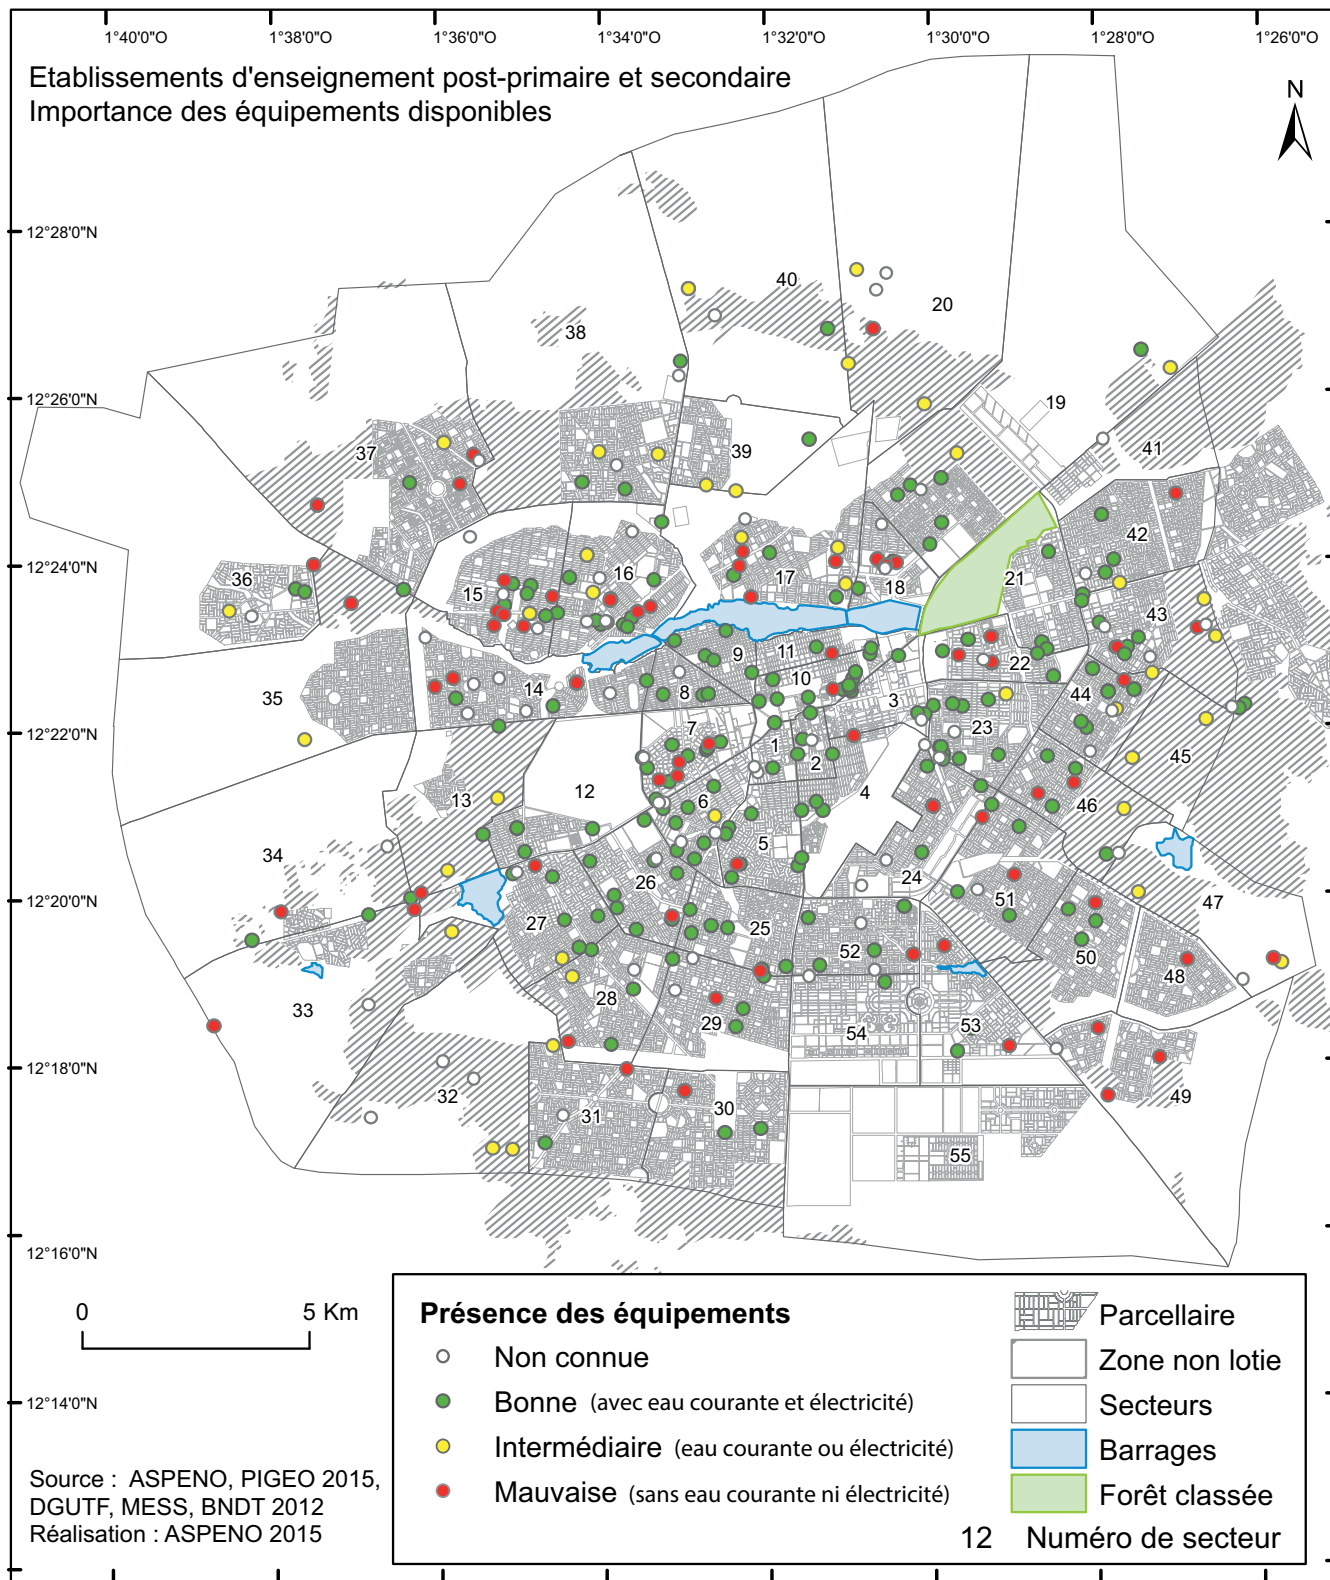 1°40'0"O 1°38'0"O 1°36'0"O 1°34'0"O 1°32'0"O 1°30'0"O 1°28'0"O 1°26'0"O
Etablissements d'enseignement post-primaire et secondaire
Importance des équipements disponibles
N
12°28'0"N
40
20
38
12°26'0"N
19
37
39
41
42
12°24'0"N
36
16
17
21
15
18
43
11
9
22
10
35
14
8
3
44
12°22'0"N
7
1
23
2
45
12
4
13
6
46
5
34
26
24
51
12°20'0"N
47
27
25
52
50
48
33
28
29
54
53
12°18'0"N
32
30
49
31
55
12°16'0"N
0 5 Km
Présence des équipements
Non connue
Bonne (avec eau courante et électricité)
Intermédiaire (eau courante ou électricité)
Mauvaise (sans eau courante ni électricité)
Parcellaire
Zone non lotie
Secteurs
Barrages
Forêt classée
12 Numéro de secteur
12°14'0"N
Source : ASPENO, PIGEO 2015,
DGUTF, MESS, BNDT 2012
Réalisation : ASPENO 2015